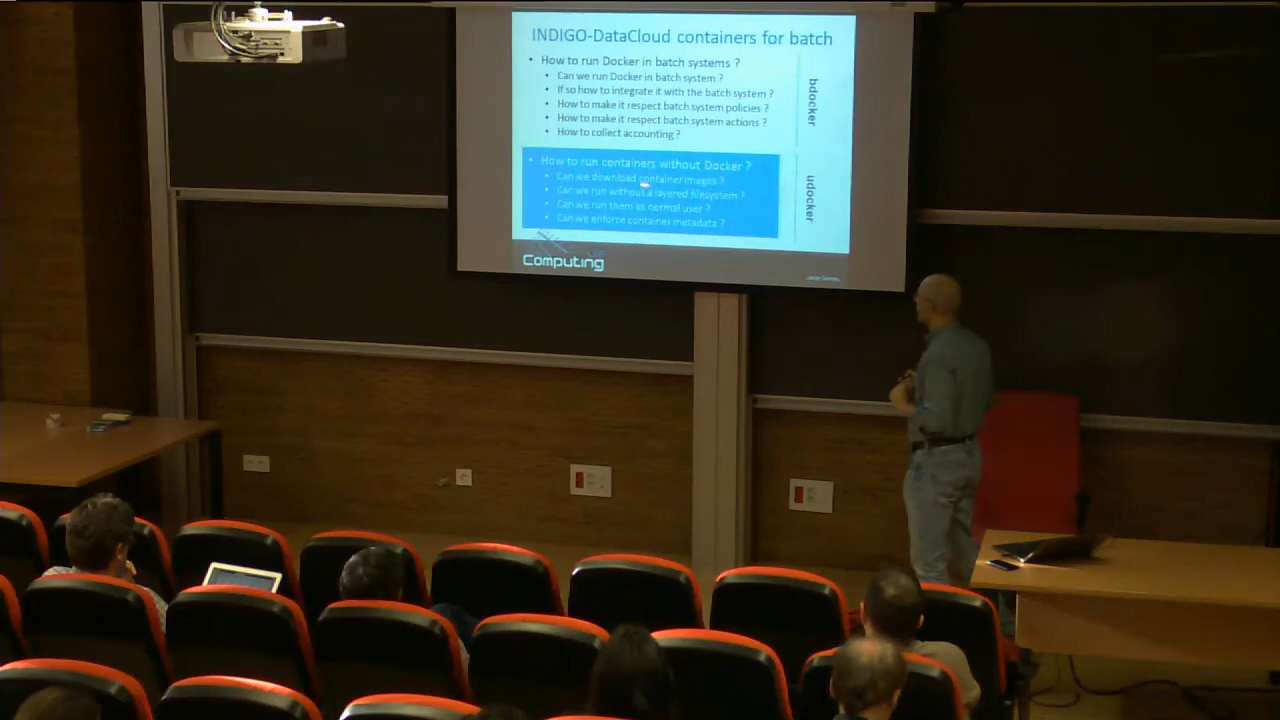 INDIGO-DataCloud containers for batch
• How to run Docker in batch systems ?
• Can we run Docker in batch system ?
• If so how to integrate it with the batch system ?
• How to make it respect batch system policies ?
• How to make it respect batch system actions ?
• How to collect accounting ?
bdocker
• How to run containers without Docker ?
• Can we download container images ?
• Can we run without a layered filesystem ?
• Can we run them as normal user ?
• Can we enforce container metadata ?
udocker
Computing